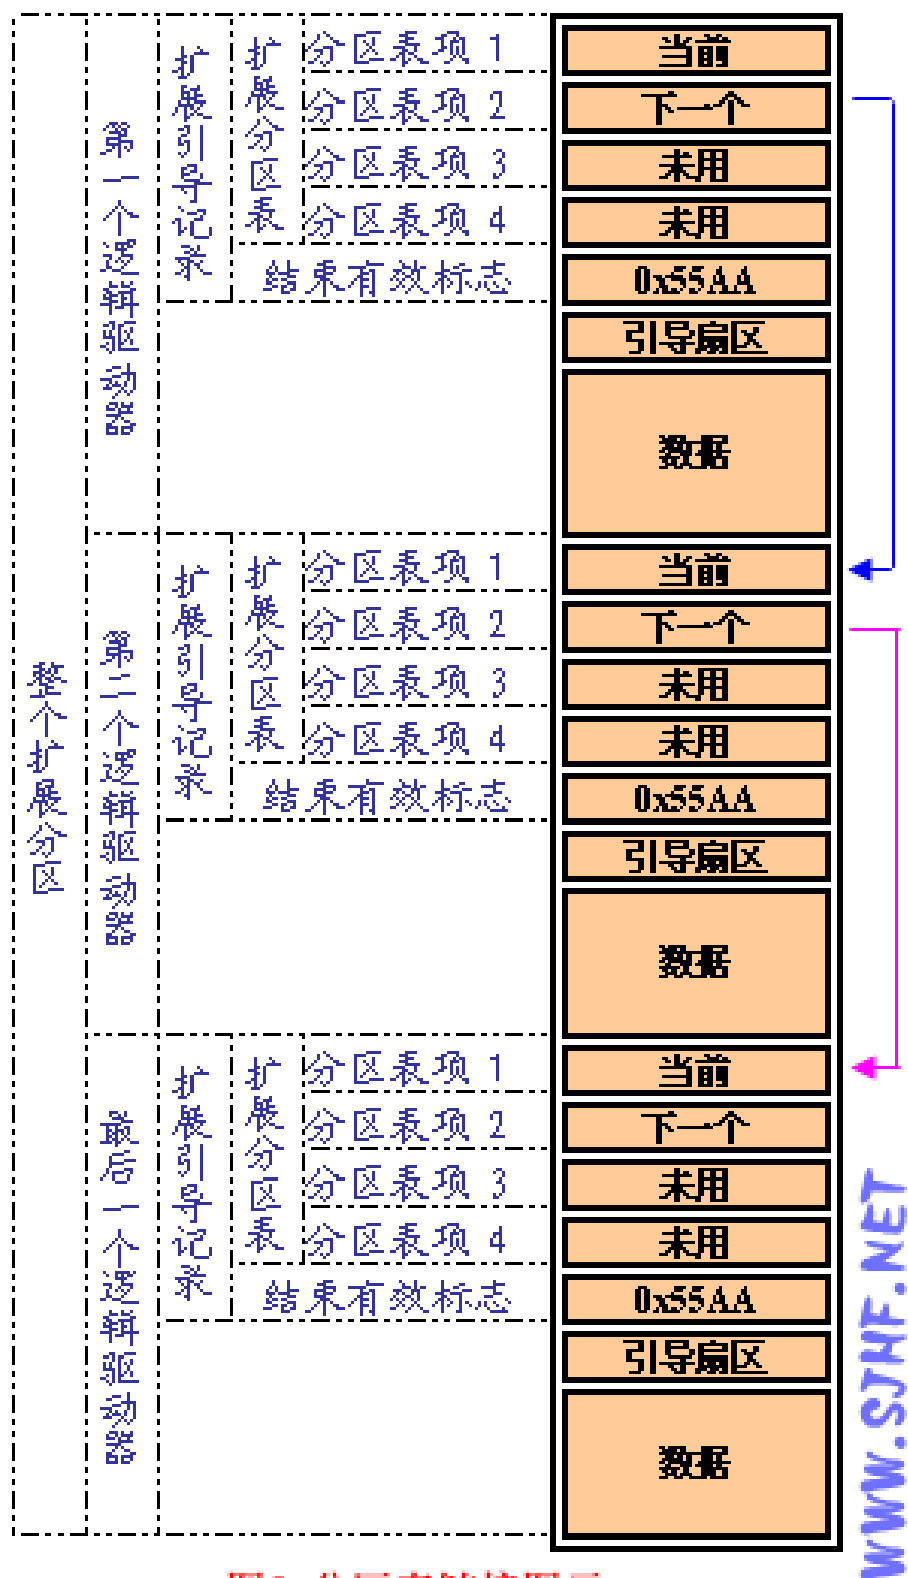 整个扩展分区
第一个逻辑驱动器
扩展引导记录
扩展分区表
分区表项 1
当前
分区表项 2
下一个
分区表项 3
未用
分区表项 4
未用
结束有效标志
0x55AA
引导扇区
数据
第二个逻辑驱动器
扩展引导记录
扩展分区表
分区表项 1
当前
分区表项 2
下一个
分区表项 3
未用
分区表项 4
未用
结束有效标志
0x55AA
引导扇区
数据
最后一个逻辑驱动器
扩展引导记录
扩展分区表
分区表项 1
当前
分区表项 2
下一个
分区表项 3
未用
分区表项 4
未用
结束有效标志
0x55AA
引导扇区
数据
WWW.SJHF.NET